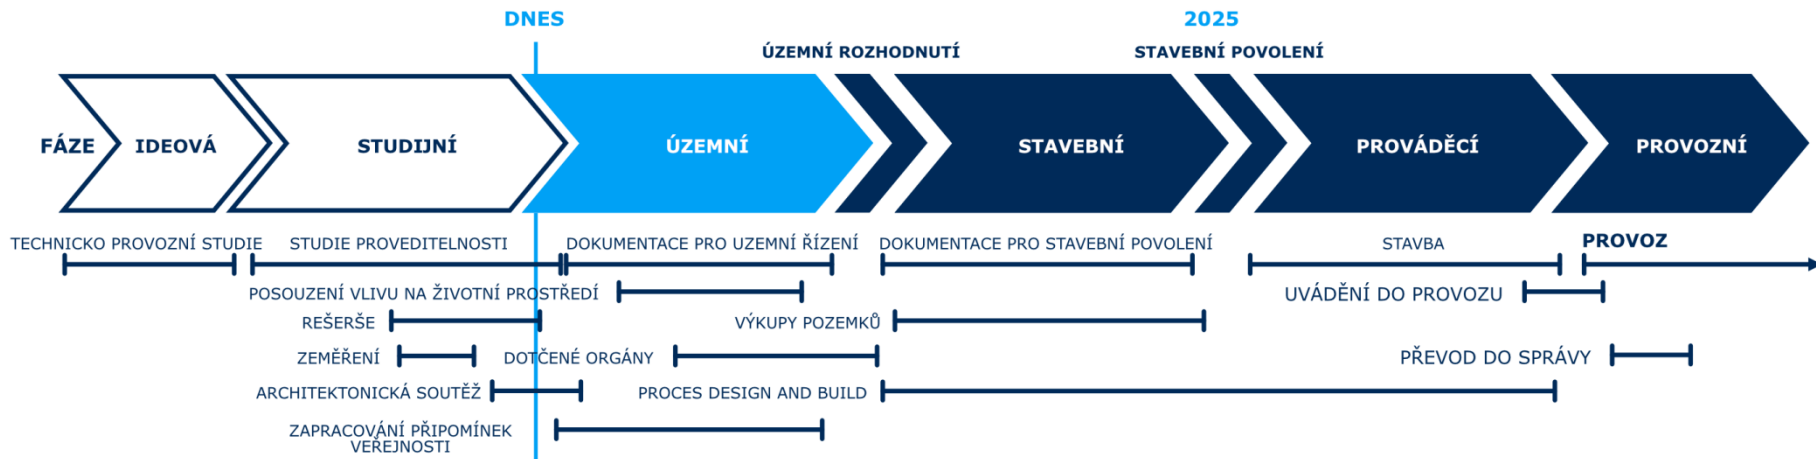 DNES
2025
ÚZEMNÍ ROZHODNUTÍ
STAVEBNÍ POVOLENÍ
FÁZE
IDEOVÁ
STUDIJNÍ
ÚZEMNÍ
STAVEBNÍ
PROVÁDĚCÍ
PROVOZNÍ
TECHNICKO PROVOZNÍ STUDIE
STUDIE PROVEDITELNOSTI
DOKUMENTACE PRO UZEMNÍ ŘÍZENÍ
DOKUMENTACE PRO STAVEBNÍ POVOLENÍ
STAVBA
PROVOZ
POSOUZENÍ VLIVU NA ŽIVOTNÍ PROSTŘEDÍ
UVÁDĚNÍ DO PROVOZU
REŠERŠE
VÝKUPY POZEMKŮ
ZEMĚŘENÍ
DOTČENÉ ORGÁNY
PŘEVOD DO SPRÁVY
ARCHITEKTONICKÁ SOUTĚŽ
PROCES DESIGN AND BUILD
ZAPRACOVÁNÍ PŘIPOMÍNEK
VEŘEJNOSTI